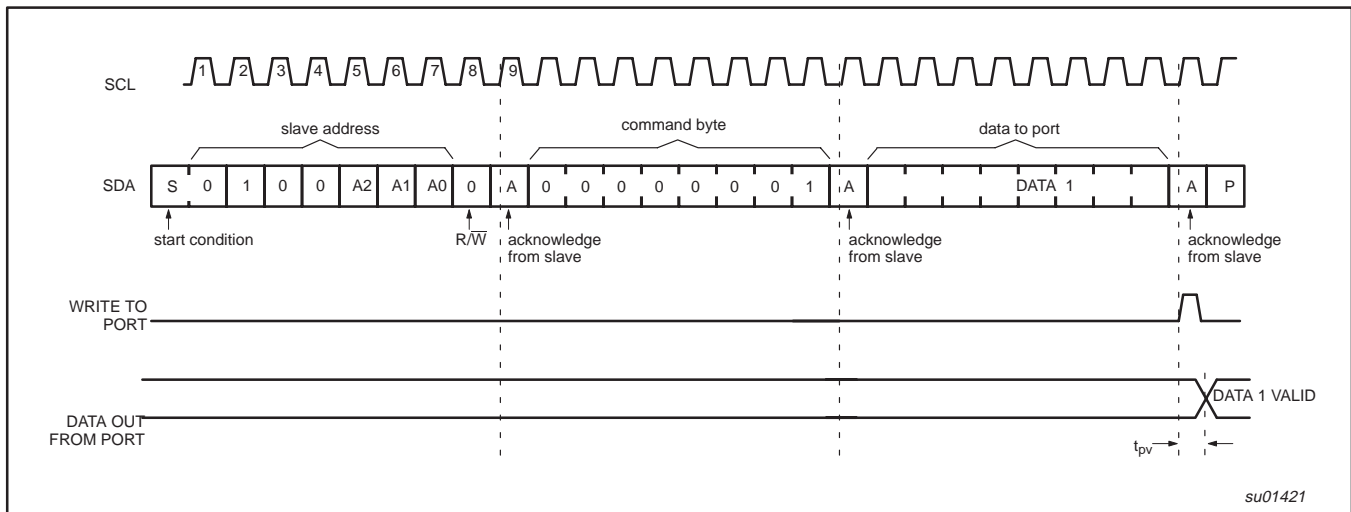 SCL
1 2 3 4 5 6 7 8 9
slave address
command byte
data to port
SDA
S 0 1 0 0 A2 A1 A0 0 A 0 0 0 0 0 0 0 1 A DATA 1 A P
start condition
R/W̅
acknowledge
from slave
acknowledge
from slave
acknowledge
from slave
WRITE TO
PORT
DATA OUT
FROM PORT
DATA 1 VALID
tpv
su01421